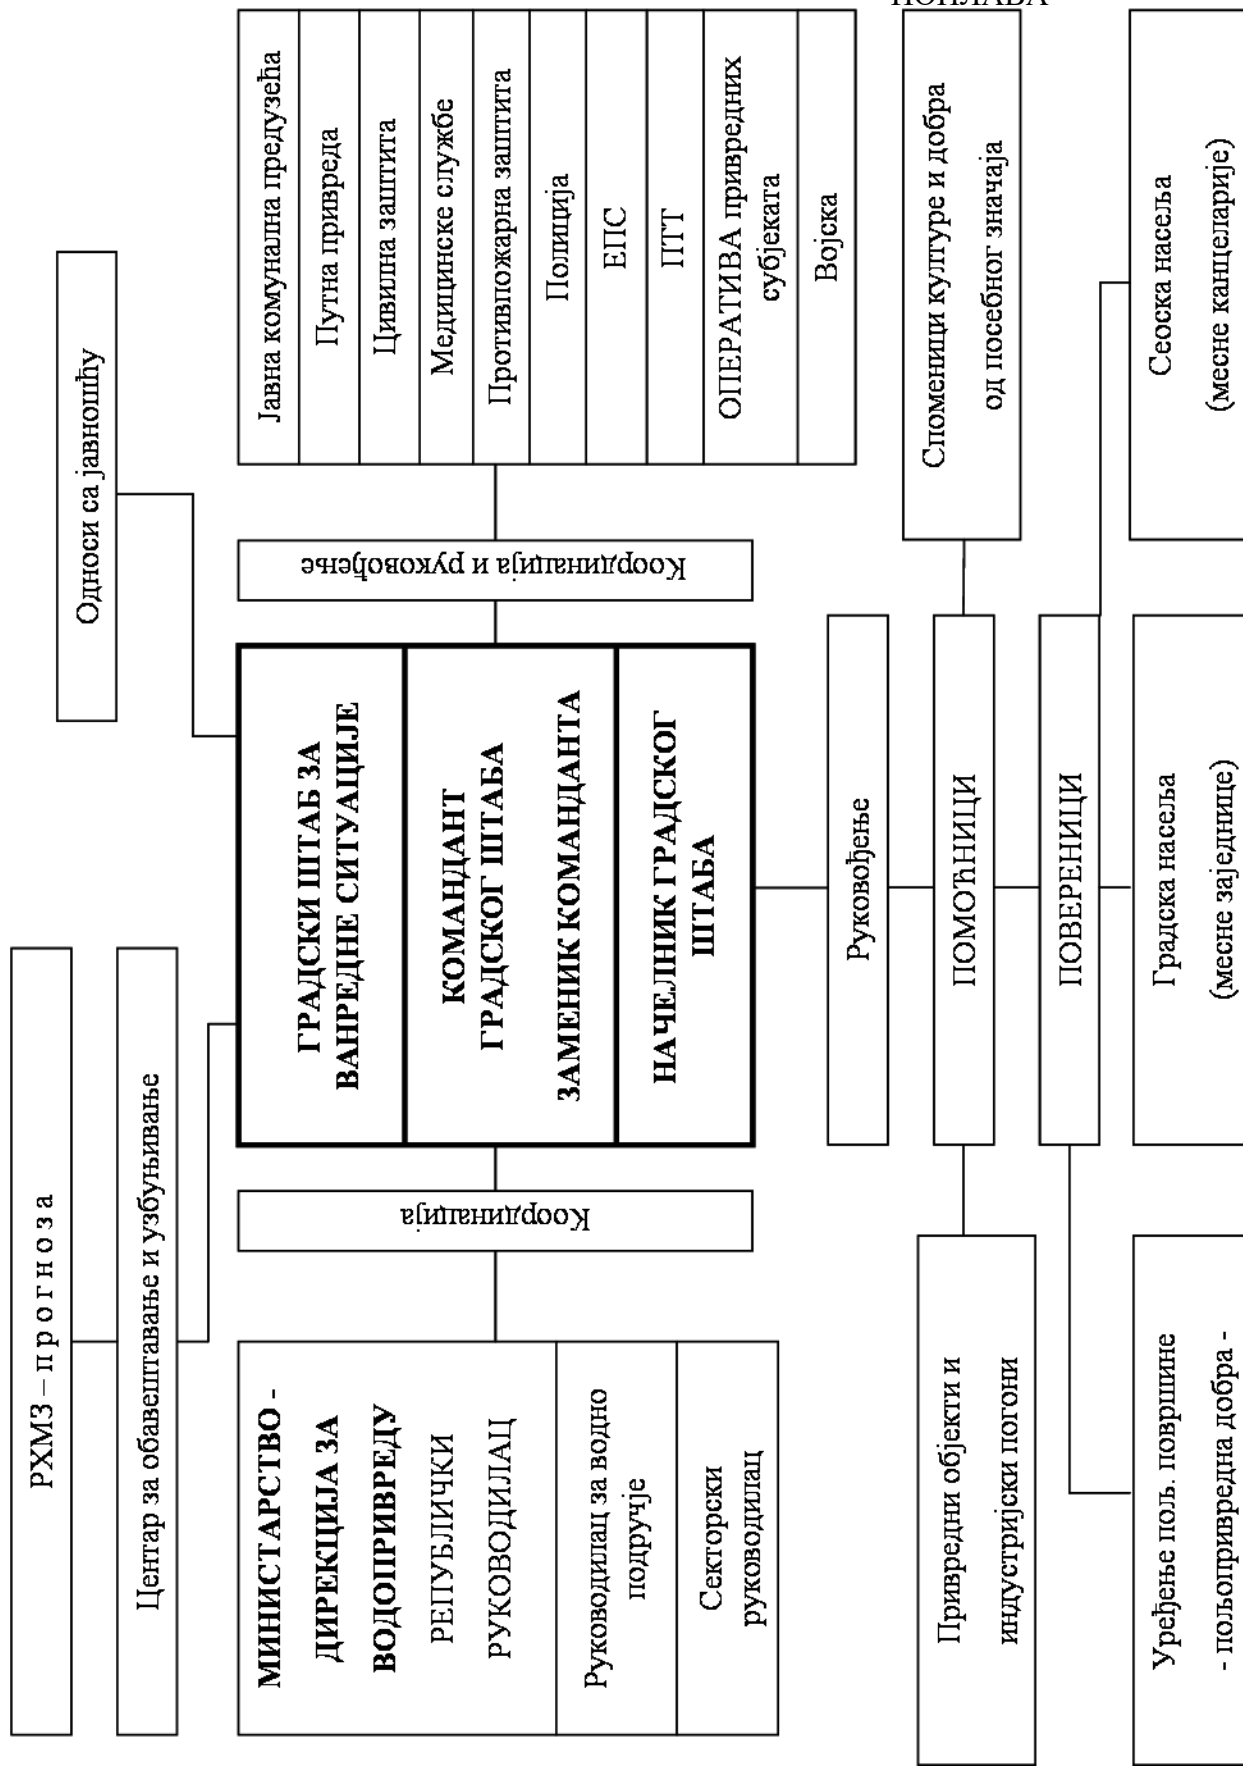 ПОПЛАВА
РХМЗ – п р о г н о з а
Центар за обавештавање и узбуњивање
Односи са јавношћу
МИНИСТАРСТВО -
ДИРЕКЦИЈА ЗА
ВОДОПРИВРЕДУ
РЕПУБЛИЧКИ
РУКОВОДИЛАЦ
Руководилац за водно
подручје
Секторски
руководилац
Координација
ГРАДСКИ ШТАБ ЗА
ВАНРЕДНЕ СИТУАЦИЈЕ
КОМАНДАНТ
ГРАДСКОГ ШТАБА
ЗАМЕНИК КОМАНДАНТА
НАЧЕЛНИК ГРАДСКОГ
ШТАБА
Координација и руковођење
Јавна комунална предузећа
Путна привреда
Цивилна заштита
Медицинске службе
Противпожарна заштита
Полиција
ЕПС
ПТТ
ОПЕРАТИВА привредних
субјеката
Војска
Руковођење
Привредни објекти и
индустријски погони
ПОМОЋНИЦИ
Споменици културе и добра
од посебног значаја
ПОВЕРЕНИЦИ
Уређење пољ. површине
- пољопривредна добра -
Градска насеља
(месне заједнице)
Сеоска насеља
(месне канцеларије)